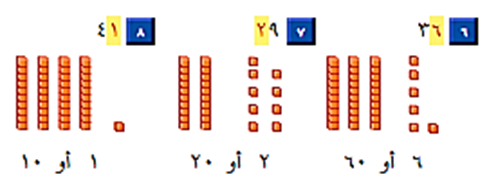 ٦ ٣٦
٦ أو ٦٠
٧ ٢٩
٢ أو ٢٠
٨ ٤١
١ أو ١٠